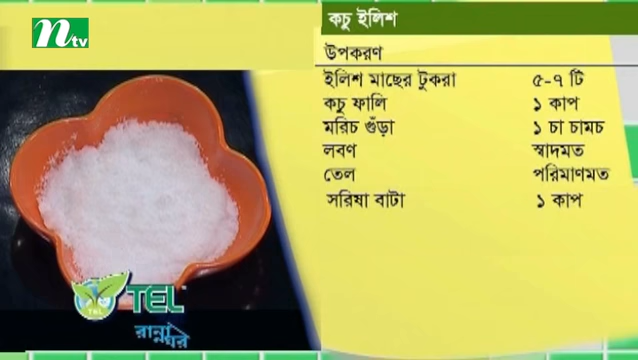 ntv
কচু ইলিশ
উপকরণ
ইলিশ মাছের টুকরা ৫-৭ টি
কচু ফালি ১ কাপ
মরিচ গুঁড়া ১ চা চামচ
লবণ স্বাদমত
তেল পরিমাণমত
সরিষা বাটা ১ কাপ
TBL
TEL
রান্না ঘর